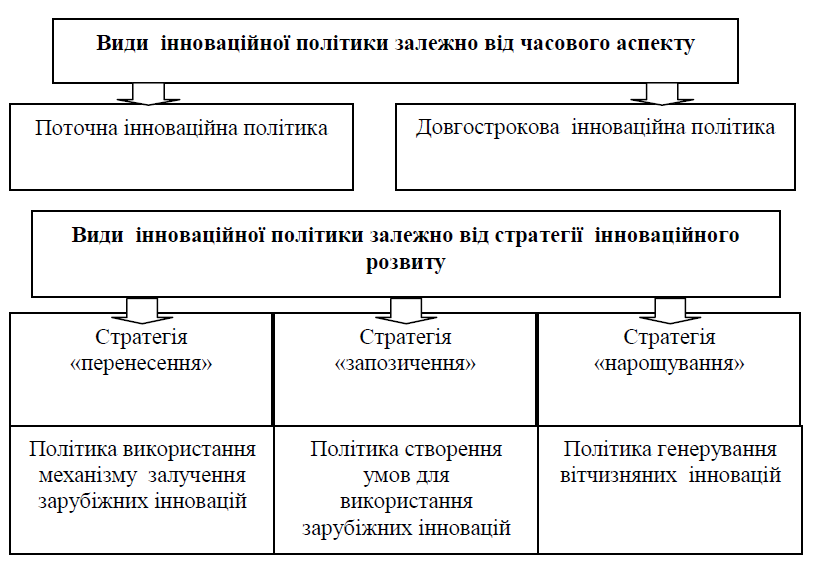 Види інноваційної політики залежно від часового аспекту
Поточна інноваційна політика
Довгострокова інноваційна політика
Види інноваційної політики залежно від стратегії інноваційного
розвиту
Стратегія
«перенесення»
Стратегія
«запозичення»
Стратегія
«нарощування»
Політика використання
механізму залучення
зарубіжних інновацій
Політика створення
умов для
використання
зарубіжних інновацій
Політика генерування
вітчизняних інновацій